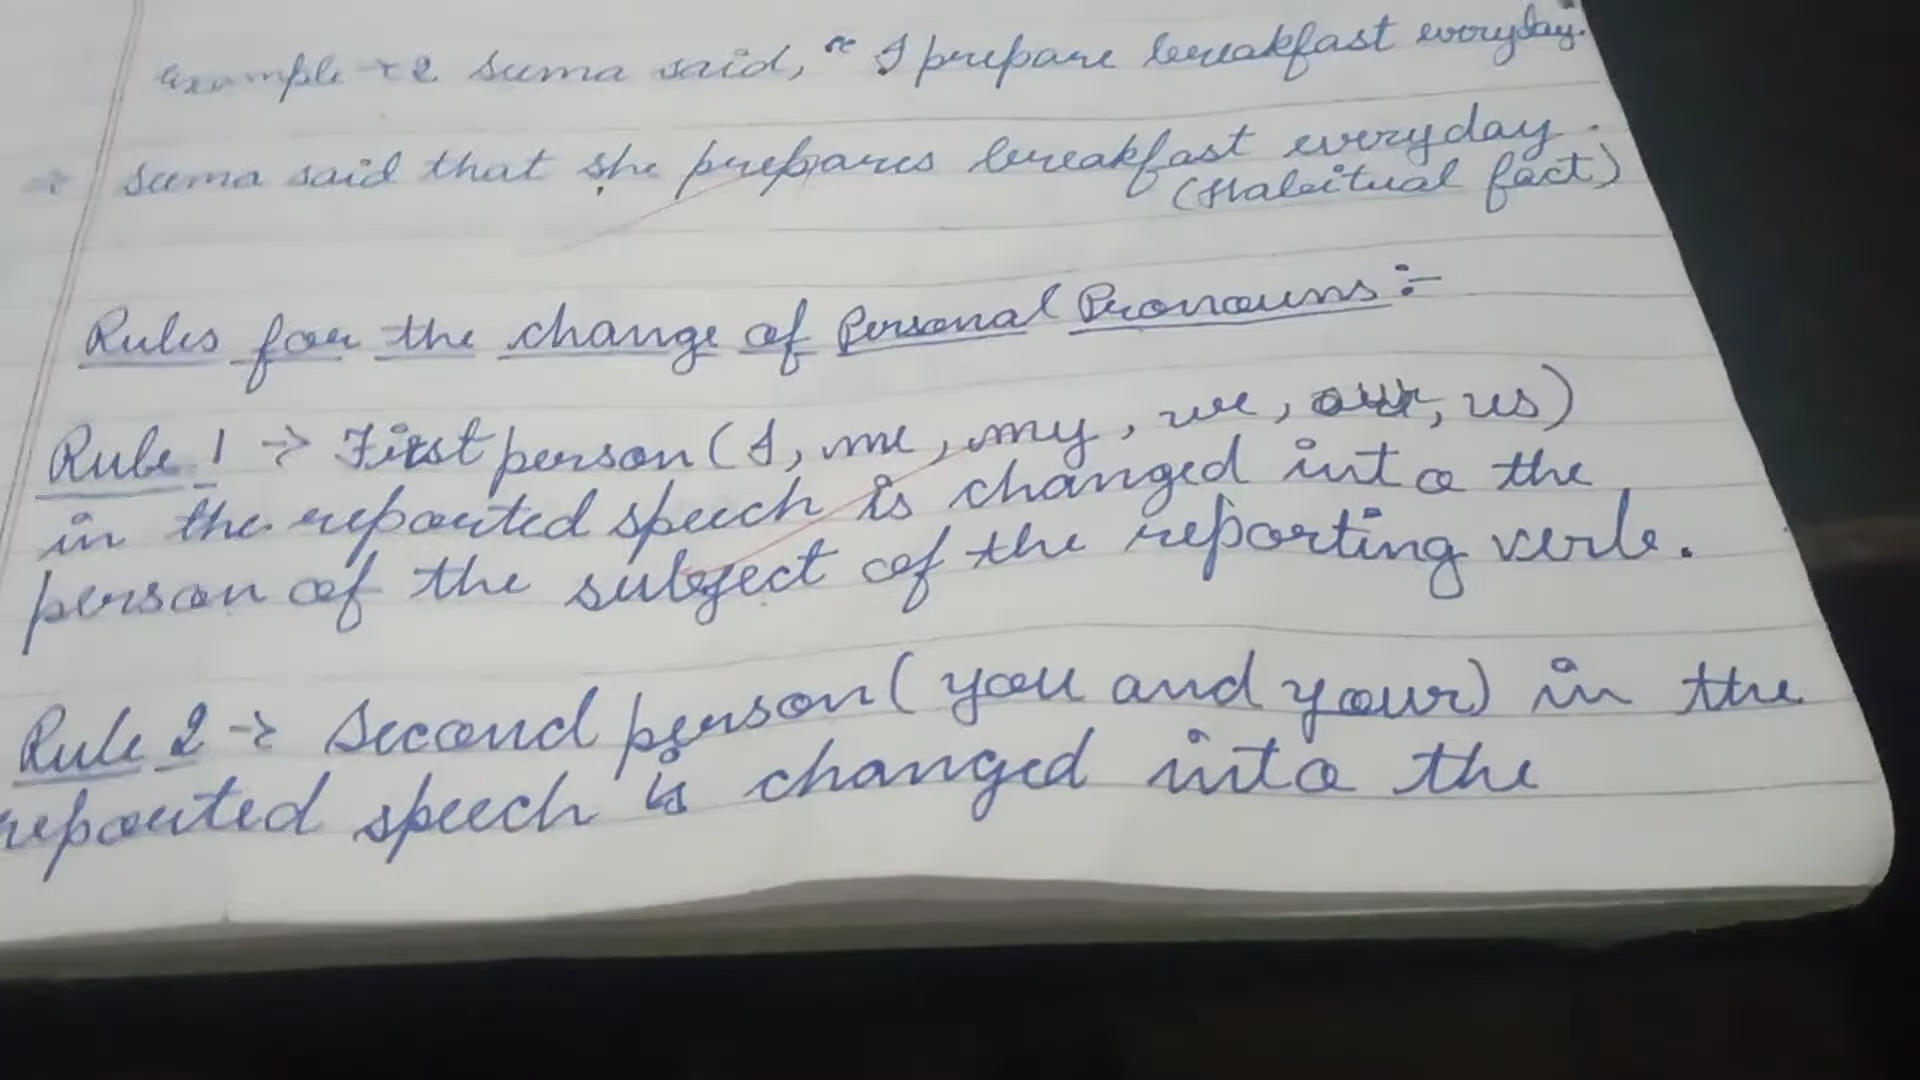 example → 2 Suma said, " I prepare breakfast everyday.
⇒ Suma said that she prepares breakfast everyday.
(Habitual fact)
Rules for the change of Personal Pronouns :-
Rule 1 → First person (I, me, my, we, our, us)
in the reported speech is changed into the
person of the subject of the reporting verb.
Rule 2 → Second person (you and your) in the
reported speech is changed into the